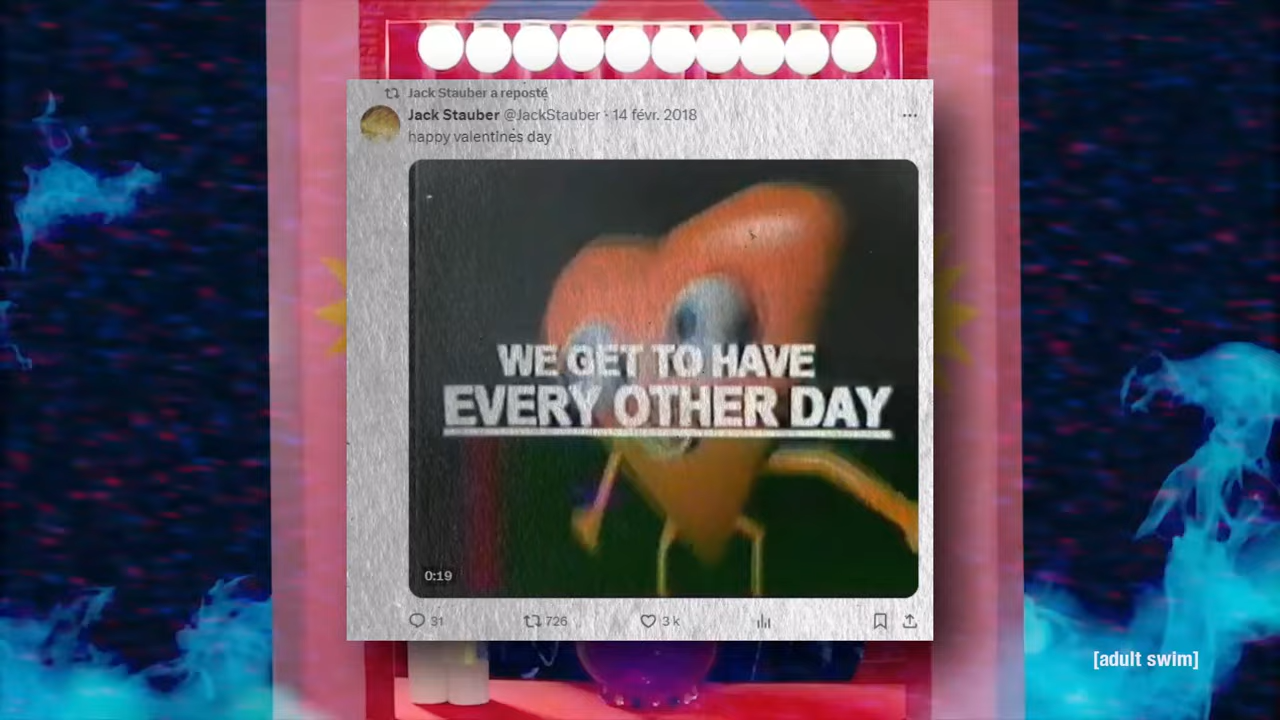 Jack Stauber a reposté
Jack Stauber @JackStauber · 14 févr. 2018
happy valentines day
WE GET TO HAVE
EVERY OTHER DAY
0:19
31 726 3 k
[adult swim]